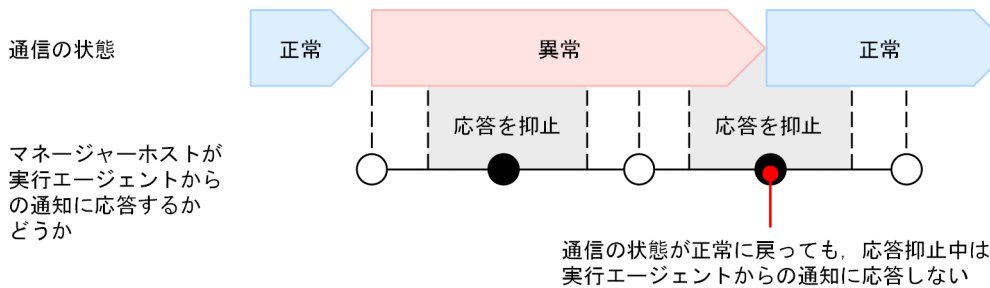 通信の状態
正常
異常
正常
応答を抑止
応答を抑止
マネージャーホストが
実行エージェントから
の通知に応答するか
どうか
通信の状態が正常に戻っても，応答抑止中は
実行エージェントからの通知に応答しない